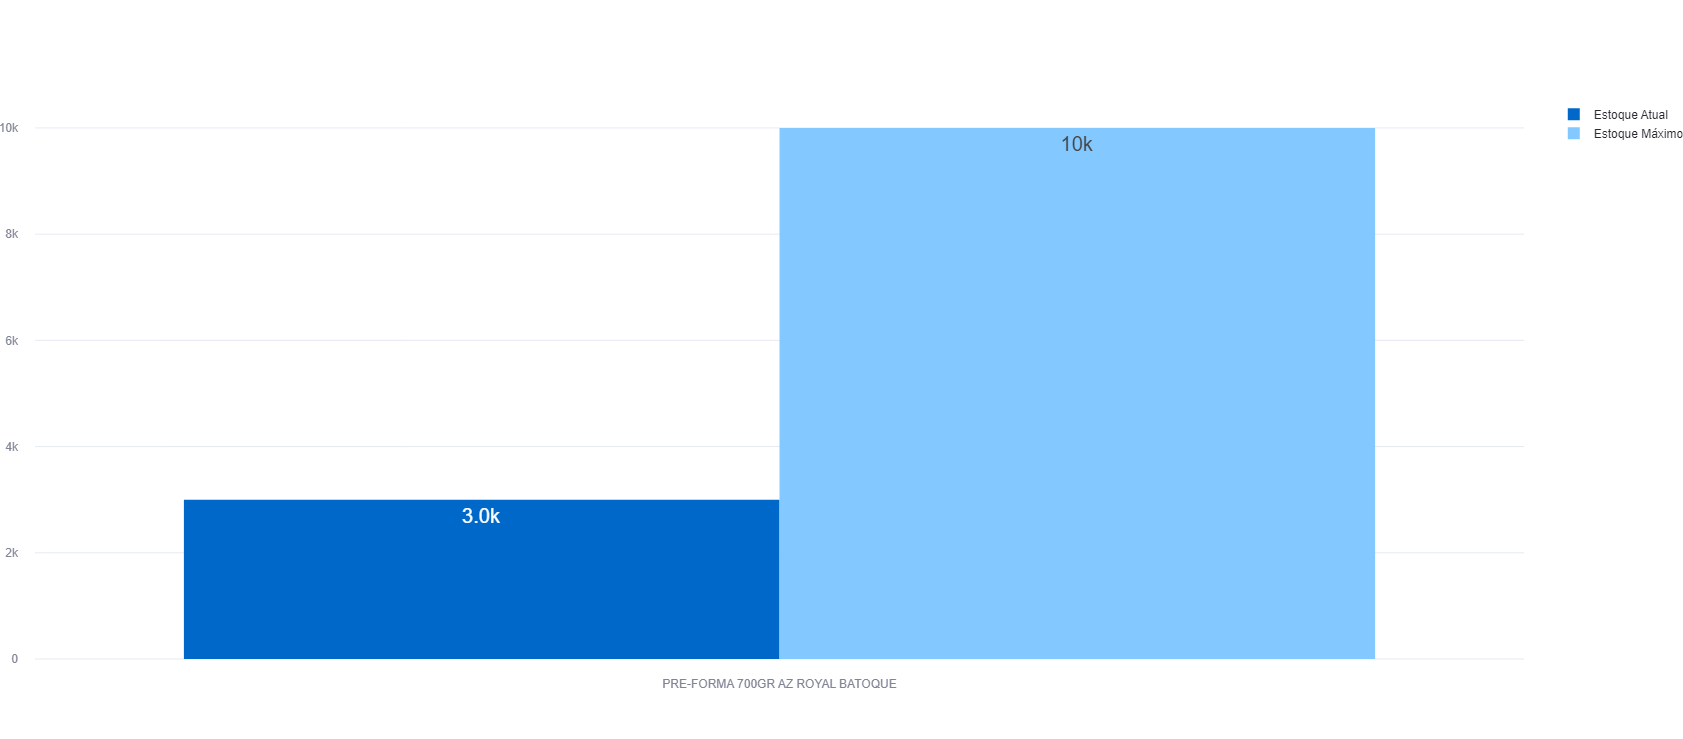 Estoque Atual
Estoque Máximo
10k
8k
6k
4k
2k
0
3.0k
10k
PRE-FORMA 700GR AZ ROYAL BATOQUE